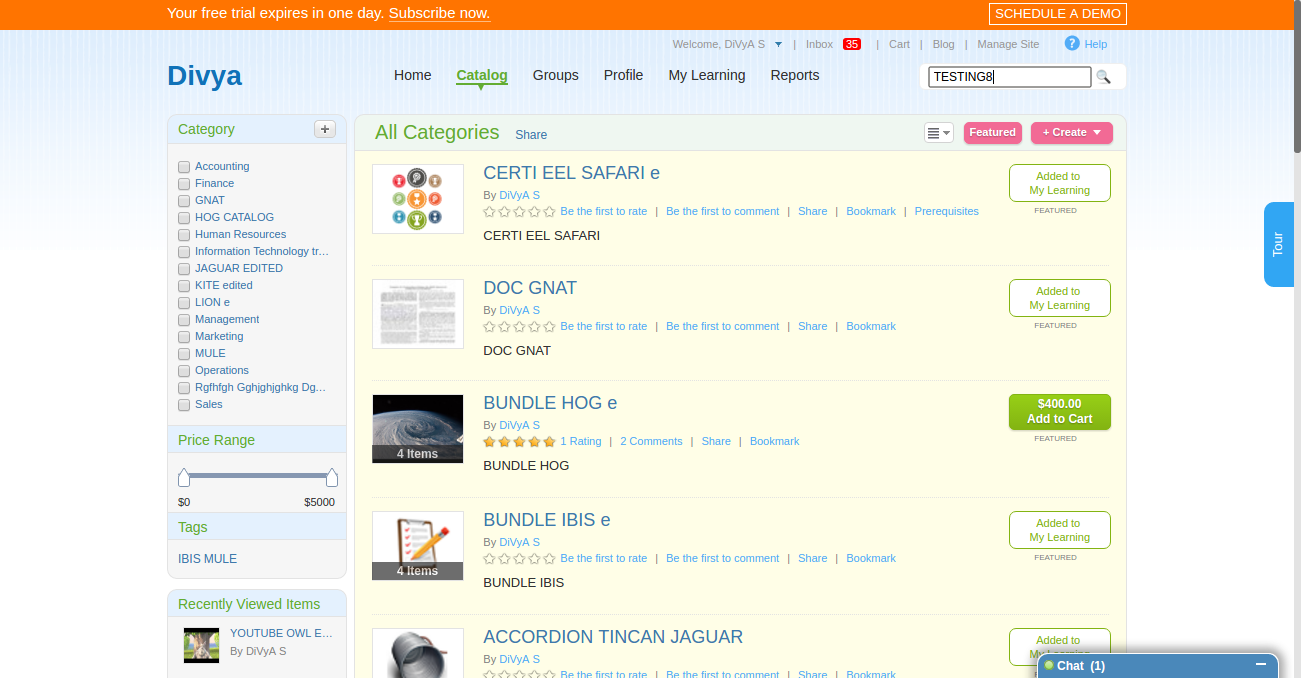 Your free trial expires in one day. Subscribe now.
SCHEDULE A DEMO
Welcome, DiVyA S | Inbox 35 | Cart | Blog | Manage Site ? Help
Divya
Home Catalog Groups Profile My Learning Reports
TESTING8
Category +
Accounting
Finance
GNAT
HOG CATALOG
Human Resources
Information Technology tr...
JAGUAR EDITED
KITE edited
LION e
Management
Marketing
MULE
Operations
Rgfhfgh Gghjghjghkg Dg...
Sales
Price Range
$0 $5000
Tags
IBIS MULE
Recently Viewed Items
YOUTUBE OWL E...
By DiVyA S
All Categories Share
Featured
+ Create
CERTI EEL SAFARI e
By DiVyA S
Be the first to rate | Be the first to comment | Share | Bookmark | Prerequisites
CERTI EEL SAFARI
Added to
My Learning
FEATURED
DOC GNAT
By DiVyA S
Be the first to rate | Be the first to comment | Share | Bookmark
DOC GNAT
Added to
My Learning
FEATURED
4 Items
BUNDLE HOG e
By DiVyA S
1 Rating | 2 Comments | Share | Bookmark
BUNDLE HOG
$400.00
Add to Cart
FEATURED
4 Items
BUNDLE IBIS e
By DiVyA S
Be the first to rate | Be the first to comment | Share | Bookmark
BUNDLE IBIS
Added to
My Learning
FEATURED
ACCORDION TINCAN JAGUAR
By DiVyA S
Be the first to rate | Be the first to comment | Share | Bookmark
Added to
My Learning
Tour
Chat (1)